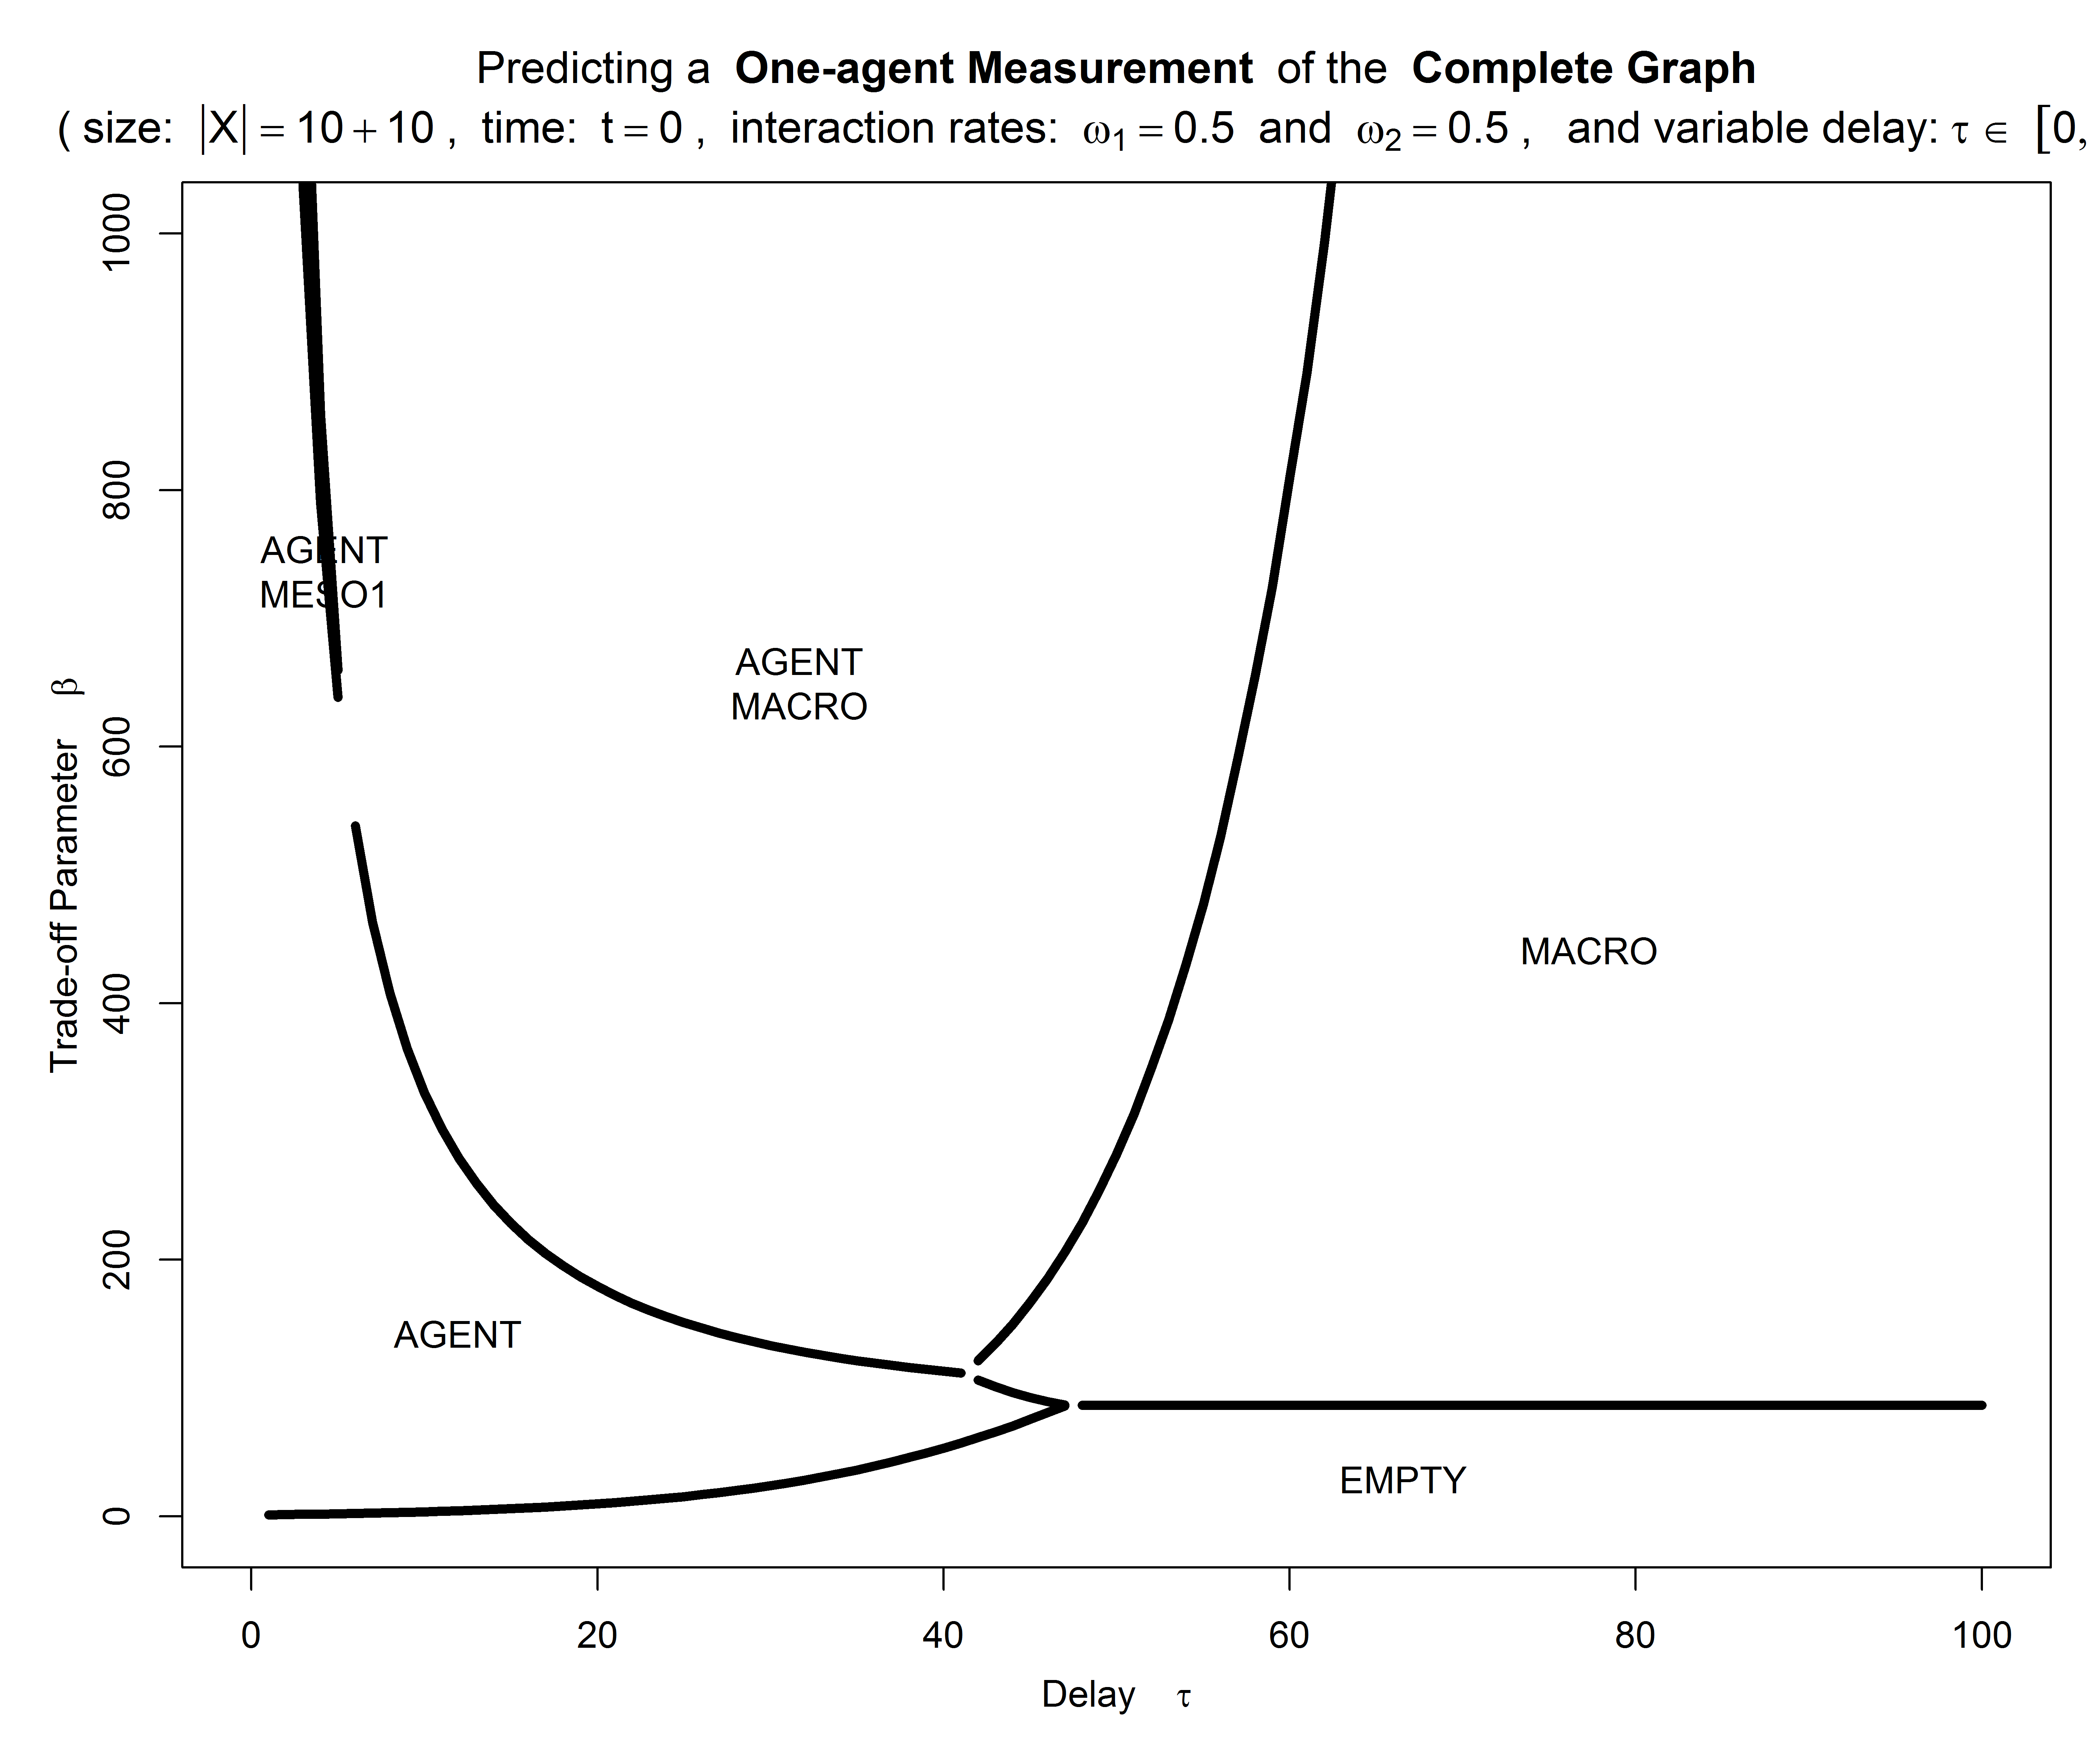 Predicting a One-agent Measurement of the Complete Graph
( size: |X| = 10 + 10 , time: t = 0 , interaction rates: ω1 = 0.5 and ω2 = 0.5 , and variable delay: τ ∈ [0,
1000
800
600
400
200
0
Trade-off Parameter β
AGENT
MESO1
AGENT
MACRO
MACRO
AGENT
EMPTY
0 20 40 60 80 100
Delay τ